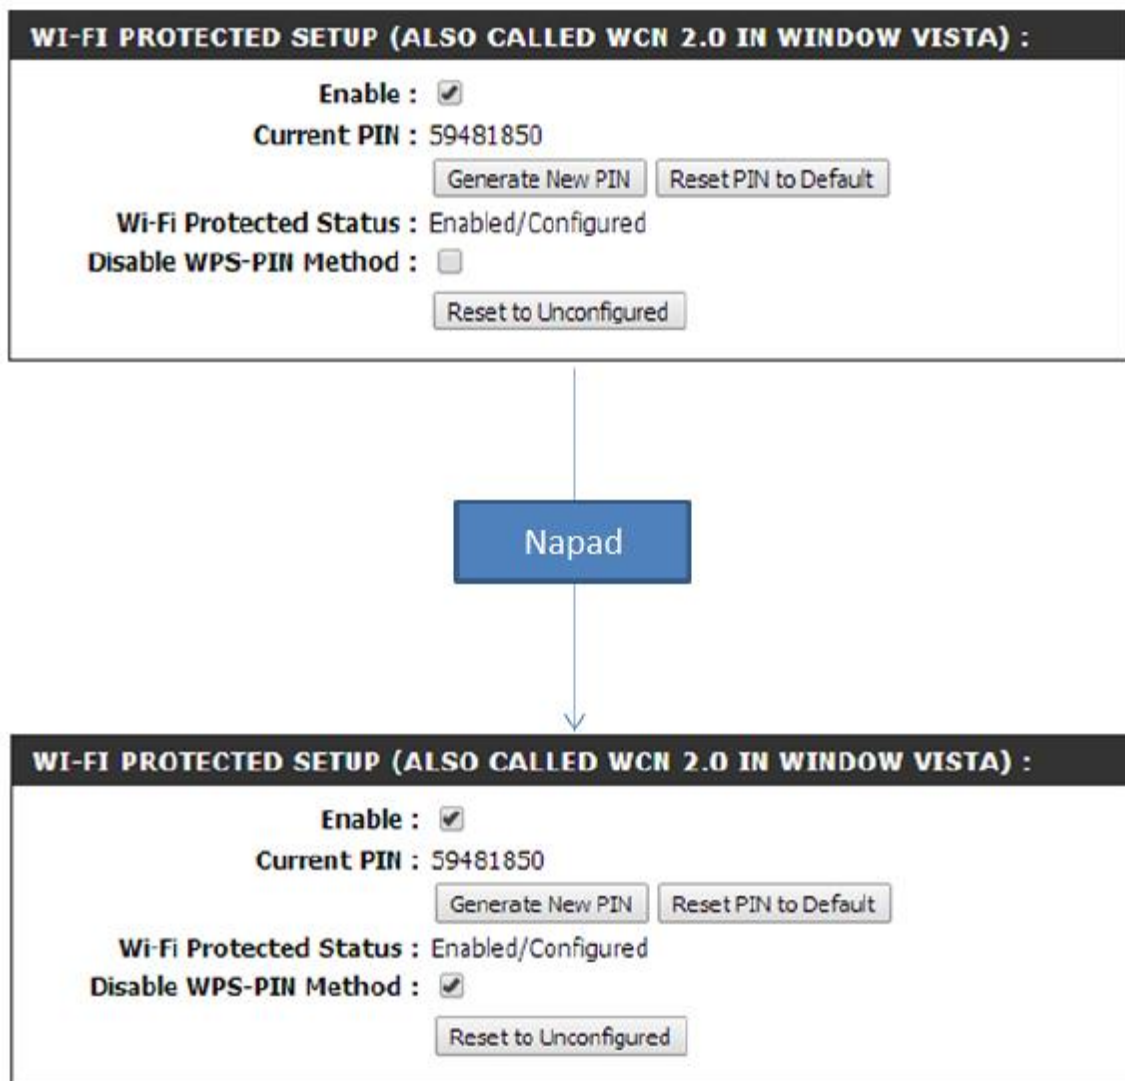 WI-FI PROTECTED SETUP (ALSO CALLED WCN 2.0 IN WINDOW VISTA) :
Enable :
Current PIN : 59481850
Generate New PIN Reset PIN to Default
Wi-Fi Protected Status : Enabled/Configured
Disable WPS-PIN Method :
Reset to Unconfigured
Napad
WI-FI PROTECTED SETUP (ALSO CALLED WCN 2.0 IN WINDOW VISTA) :
Enable :
Current PIN : 59481850
Generate New PIN Reset PIN to Default
Wi-Fi Protected Status : Enabled/Configured
Disable WPS-PIN Method :
Reset to Unconfigured